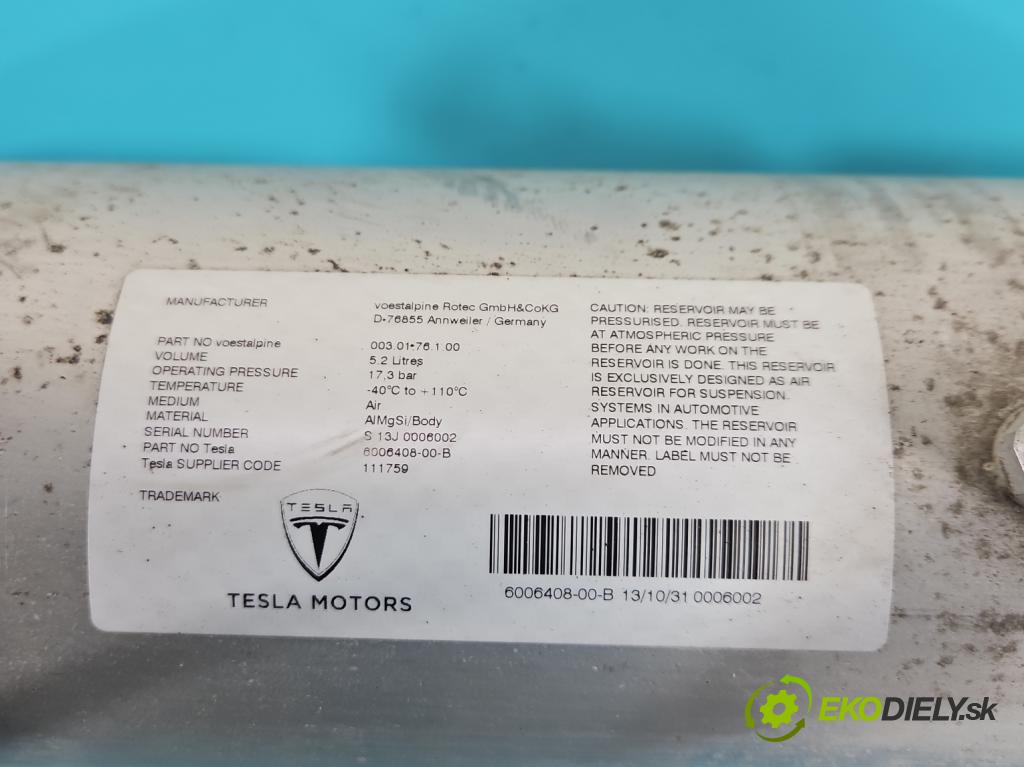 MANUFACTURER voestalpine Rotec GmbH&CoKG
D-76855 Annweiler / Germany
PART NO voestalpine 003.01-76.1.00
VOLUME 5.2 Litres
OPERATING PRESSURE 17,3 bar
TEMPERATURE -40°C to +110°C
MEDIUM Air
MATERIAL AlMgSi/Body
SERIAL NUMBER S 13J 0006002
PART NO Tesla 6006408-00-B
Tesla SUPPLIER CODE 111759
TRADEMARK
TESLA
TESLA MOTORS
CAUTION: RESERVOIR MAY BE
PRESSURISED. RESERVOIR MUST BE
AT ATMOSPHERIC PRESSURE
BEFORE ANY WORK ON THE
RESERVOIR IS DONE. THIS RESERVOIR
IS EXCLUSIVELY DESIGNED AS AIR
RESERVOIR FOR SUSPENSION.
SYSTEMS IN AUTOMOTIVE
APPLICATIONS. THE RESERVOIR
MUST NOT BE MODIFIED IN ANY
MANNER. LABEL MUST NOT BE
REMOVED
6006408-00-B 13/10/31 0006002
EKODIELY.sk